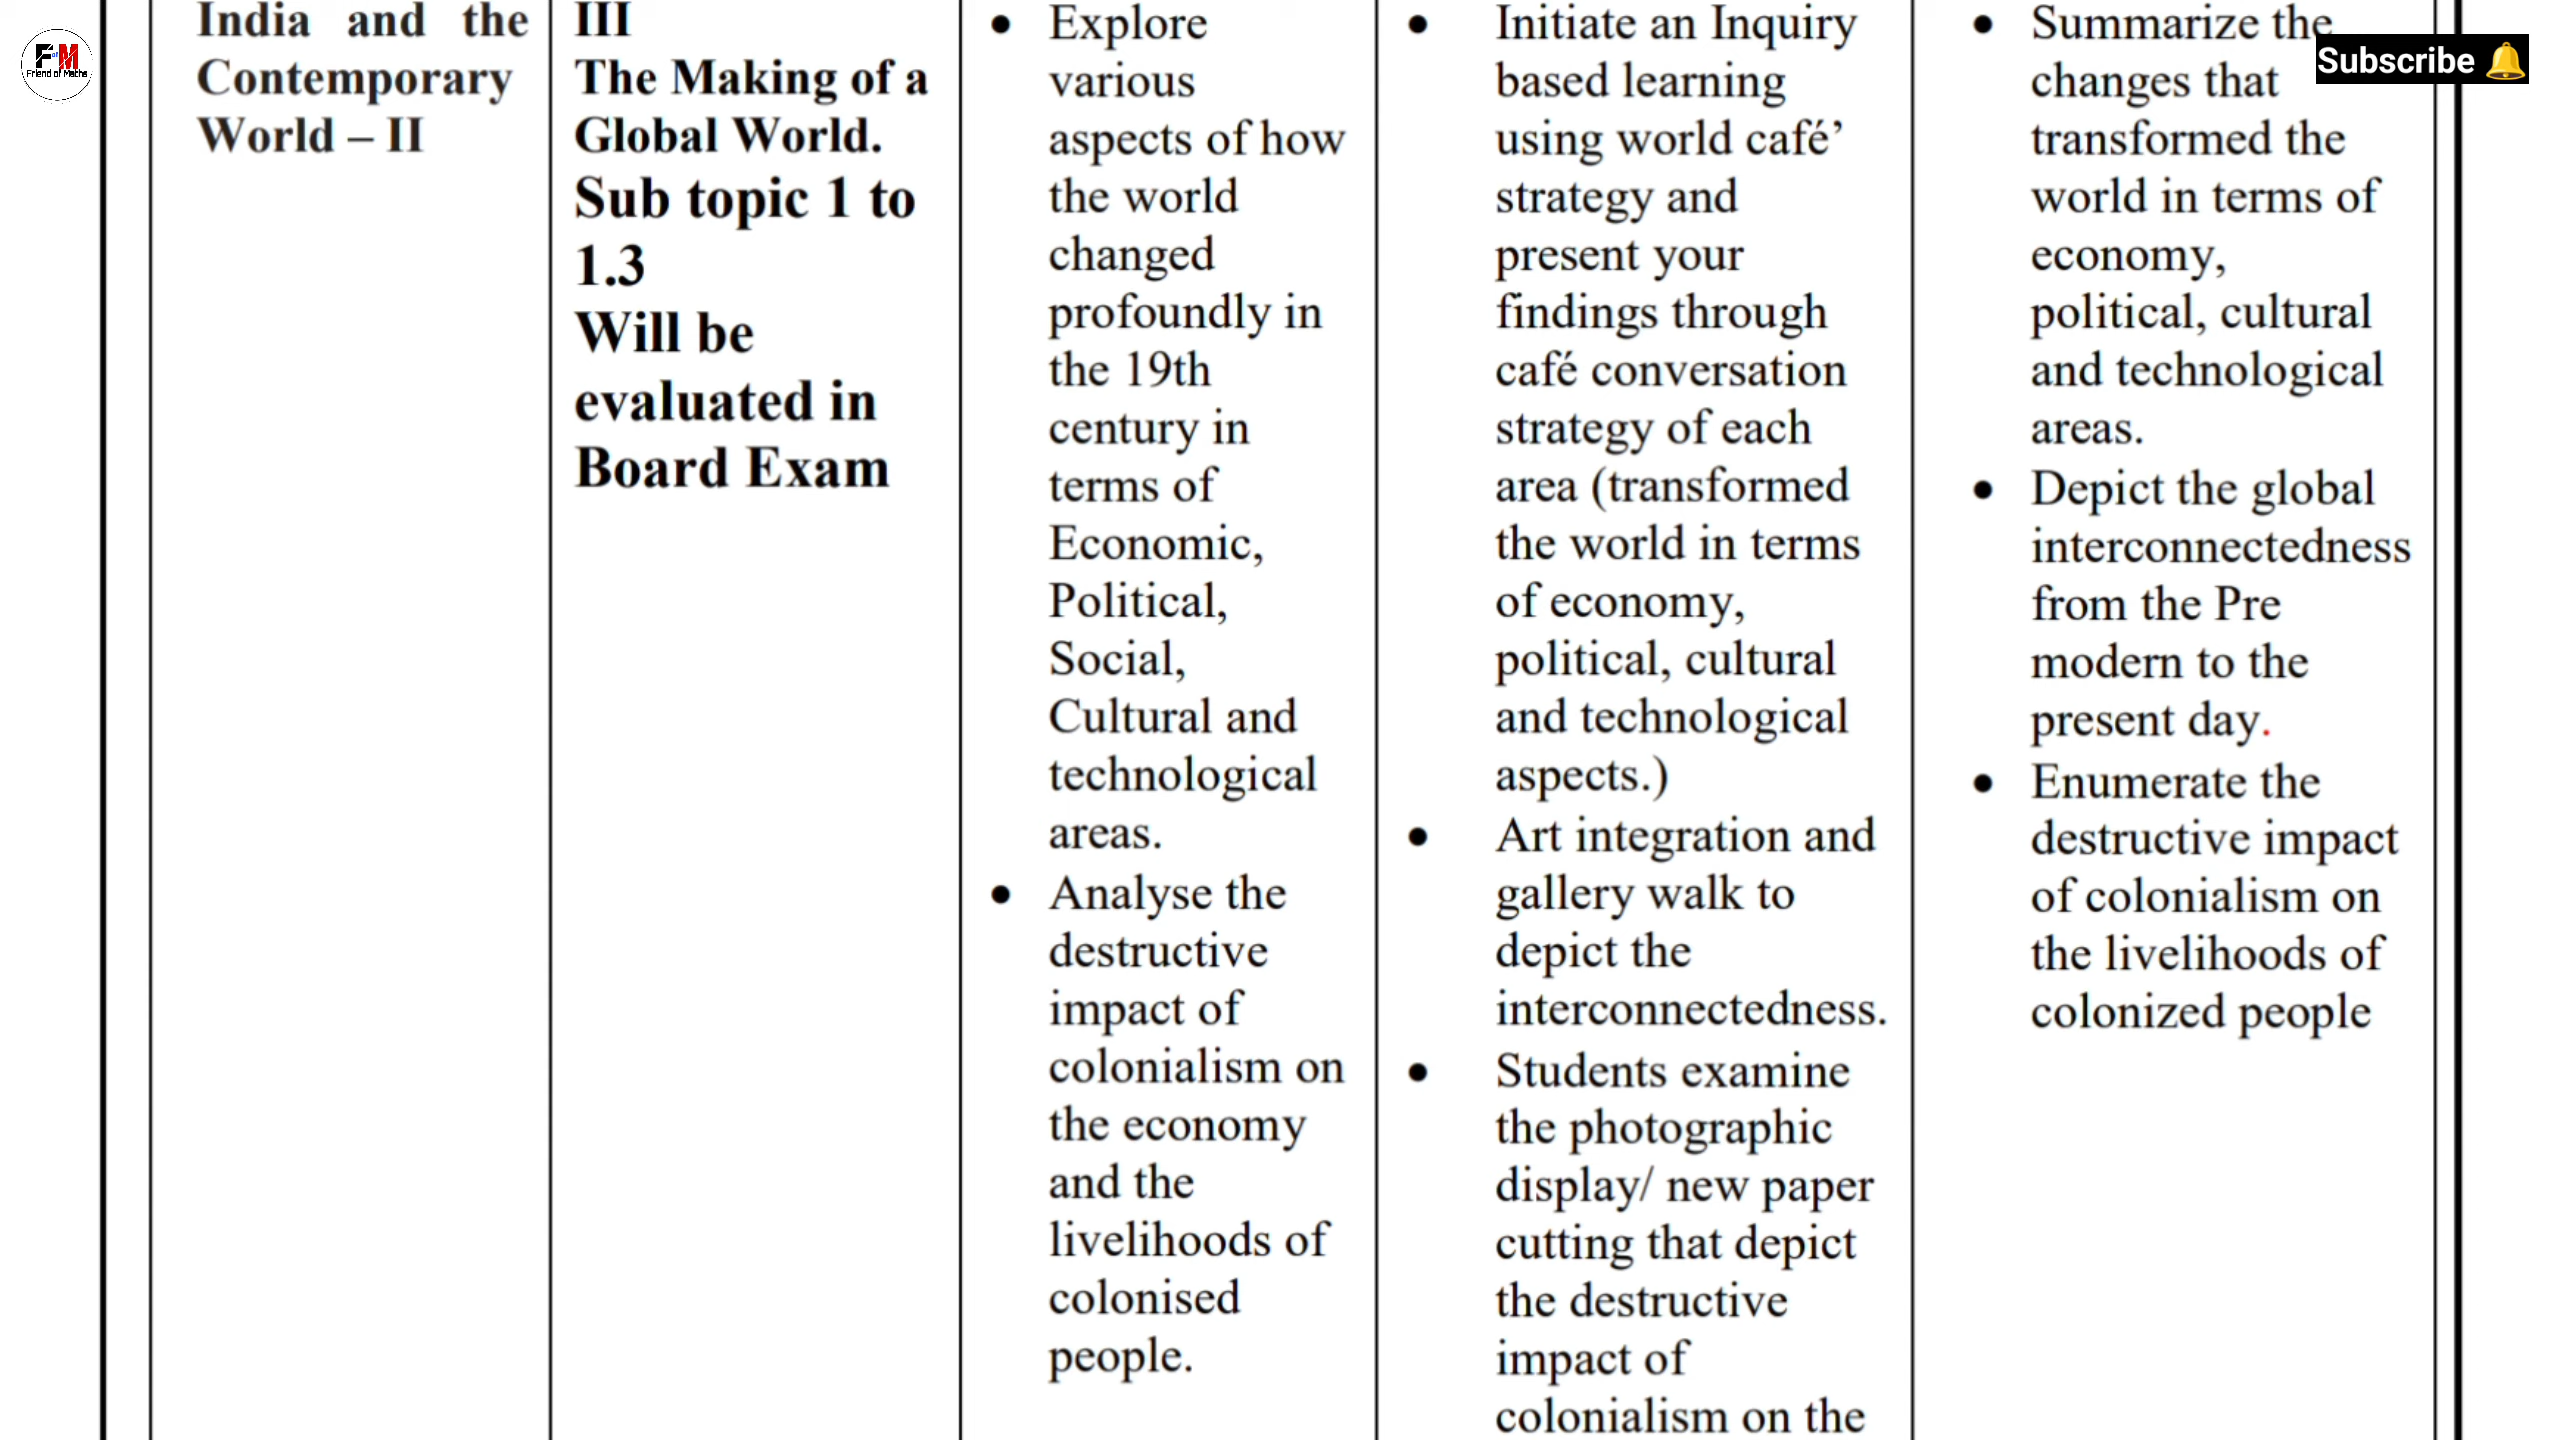 India and the
Contemporary
World – II
III
The Making of a
Global World.
Sub topic 1 to
1.3
Will be
evaluated in
Board Exam
● Explore
various
aspects of how
the world
changed
profoundly in
the 19th
century in
terms of
Economic,
Political,
Social,
Cultural and
technological
areas.
● Analyse the
destructive
impact of
colonialism on
the economy
and the
livelihoods of
colonised
people.
● Initiate an Inquiry
based learning
using world café’
strategy and
present your
findings through
café conversation
strategy of each
area (transformed
the world in terms
of economy,
political, cultural
and technological
aspects.)
● Art integration and
gallery walk to
depict the
interconnectedness.
● Students examine
the photographic
display/ new paper
cutting that depict
the destructive
impact of
colonialism on the
● Summarize the
changes that
transformed the
world in terms of
economy,
political, cultural
and technological
areas.
● Depict the global
interconnectedness
from the Pre
modern to the
present day.
● Enumerate the
destructive impact
of colonialism on
the livelihoods of
colonized people
Subscribe
F M
Friend of Maths